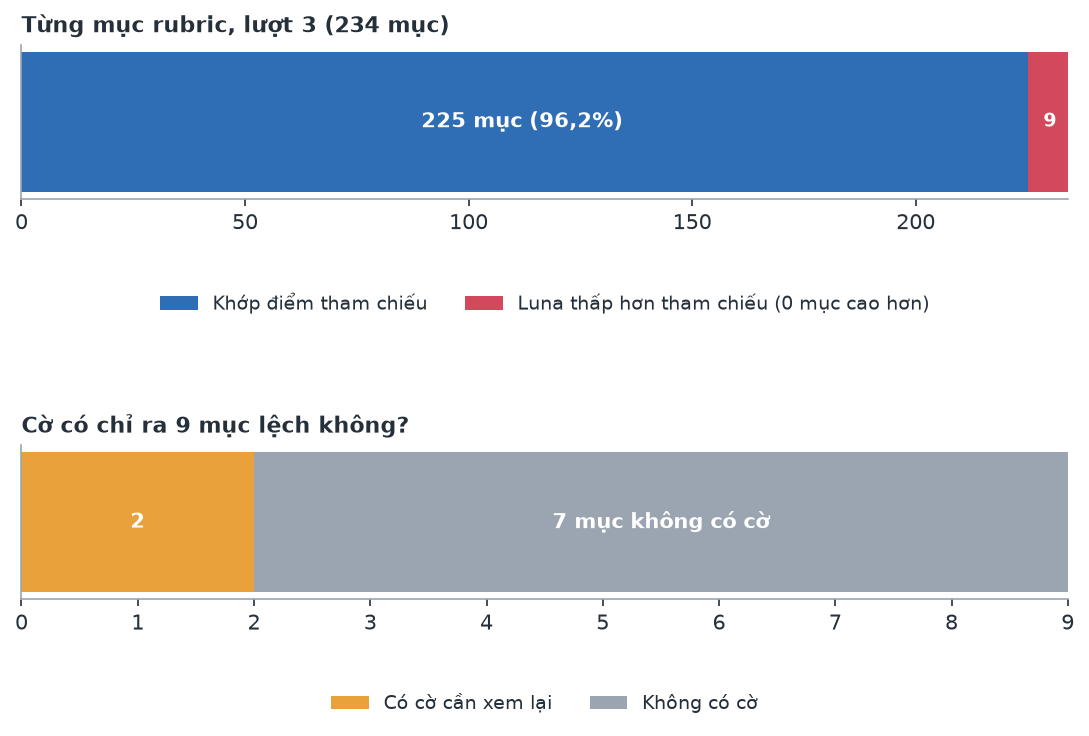 Từng mục rubric, lượt 3 (234 mục)
225 mục (96,2%)
9
0 50 100 150 200
Khớp điểm tham chiếu Luna thấp hơn tham chiếu (0 mục cao hơn)
Cờ có chỉ ra 9 mục lệch không?
2
7 mục không có cờ
0 1 2 3 4 5 6 7 8 9
Có cờ cần xem lại Không có cờ